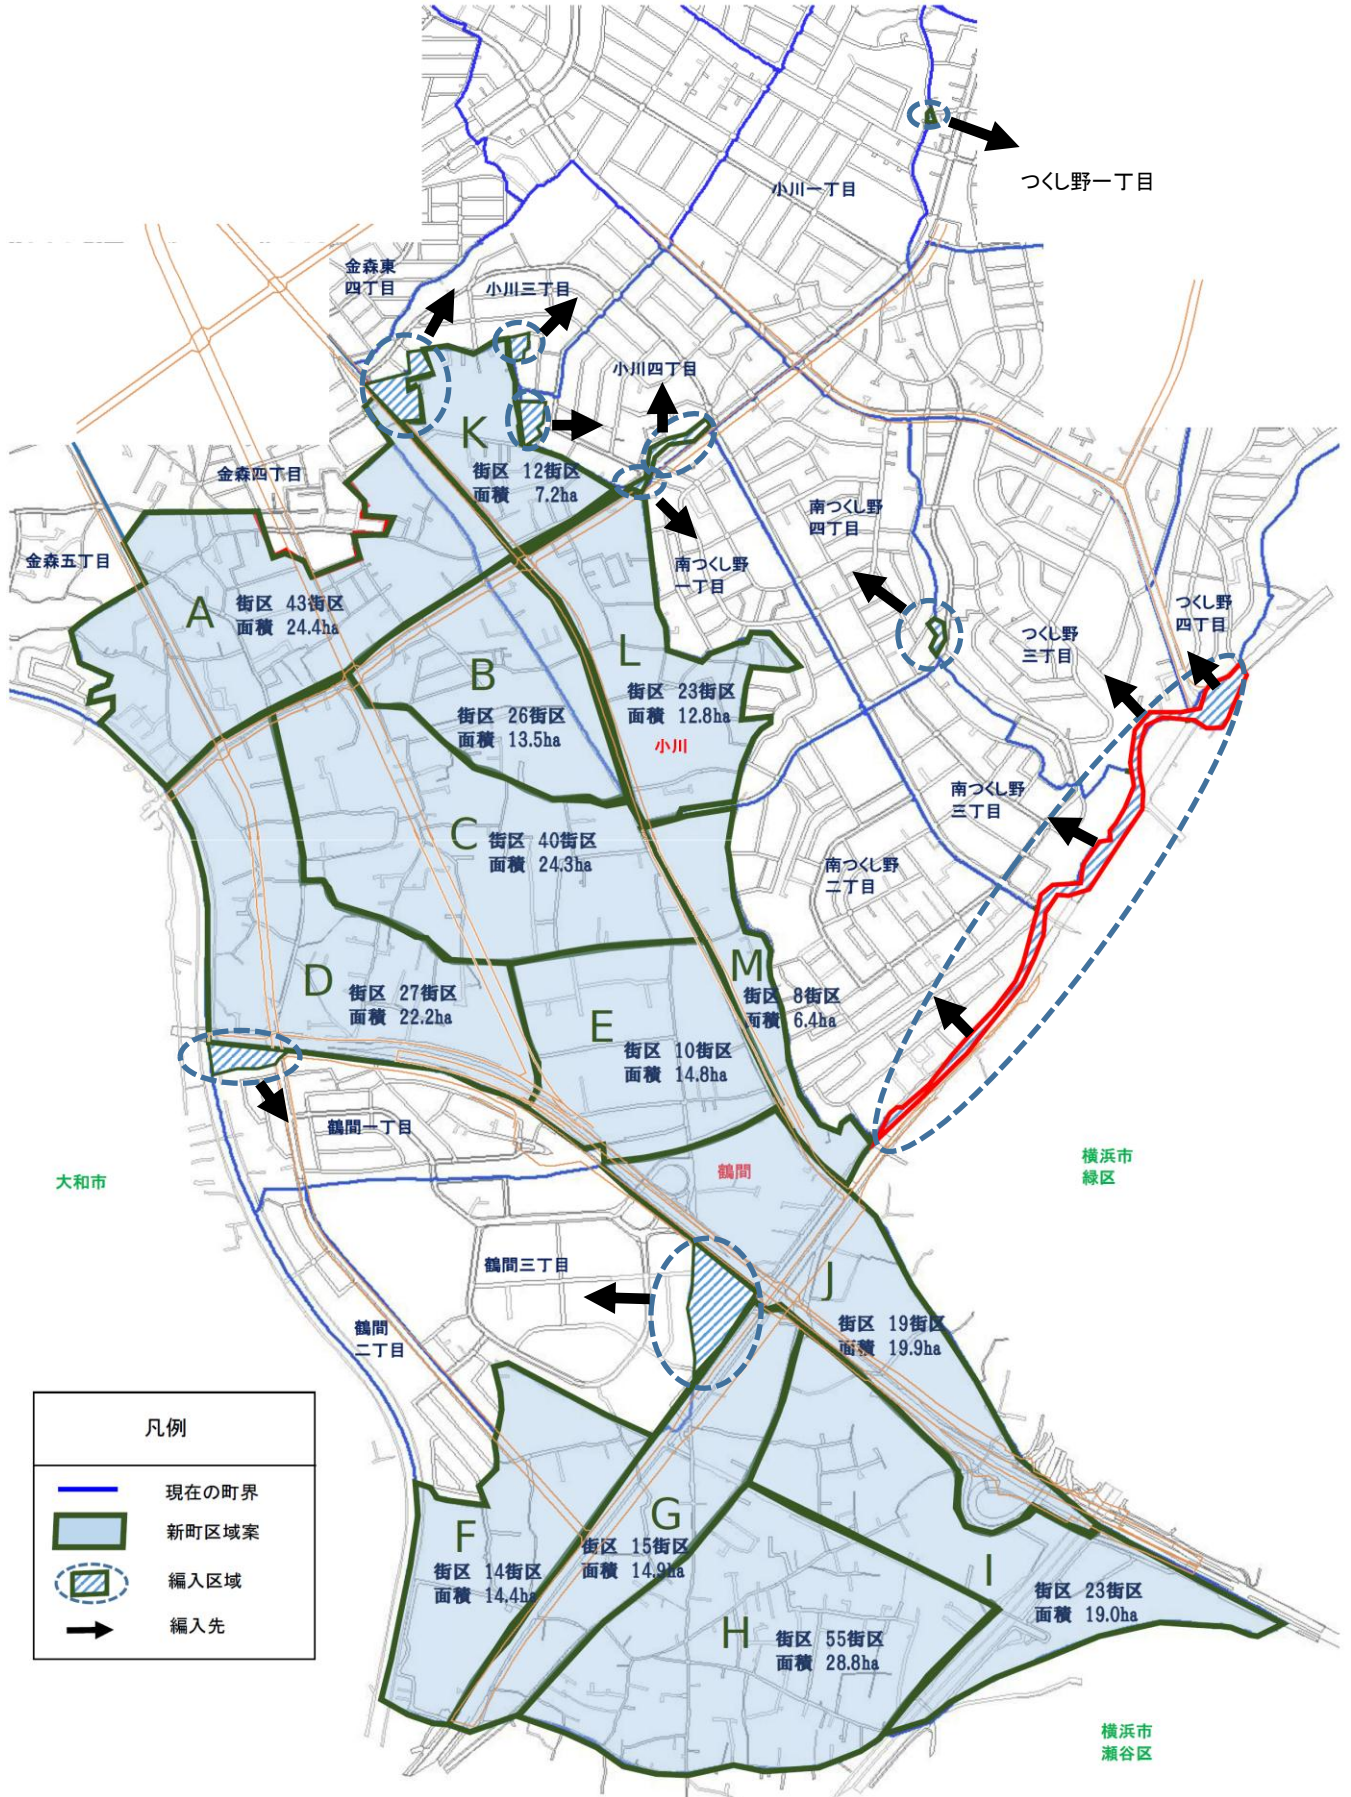 小川一丁目
つくし野一丁目
金森東
四丁目
小川三丁目
小川四丁目
K
街区 12街区
面積 7.2ha
金森四丁目
金森五丁目
南つくし野
四丁目
南つくし野
一丁目
A
街区 43街区
面積 24.4ha
つくし野
四丁目
つくし野
三丁目
B
街区 26街区
面積 13.5ha
L
街区 23街区
面積 12.8ha
小川
南つくし野
三丁目
C
街区 40街区
面積 24.3ha
南つくし野
二丁目
D
街区 27街区
面積 22.2ha
M
街区 8街区
面積 6.4ha
E
街区 10街区
面積 14.8ha
鶴間一丁目
大和市
鶴間
横浜市
緑区
鶴間三丁目
J
街区 19街区
面積 19.9ha
鶴間
二丁目
凡例
現在の町界
新町区域案
編入区域
編入先
F
街区 14街区
面積 14.4ha
G
街区 15街区
面積 14.9ha
H
街区 55街区
面積 28.8ha
I
街区 23街区
面積 19.0ha
横浜市
瀬谷区